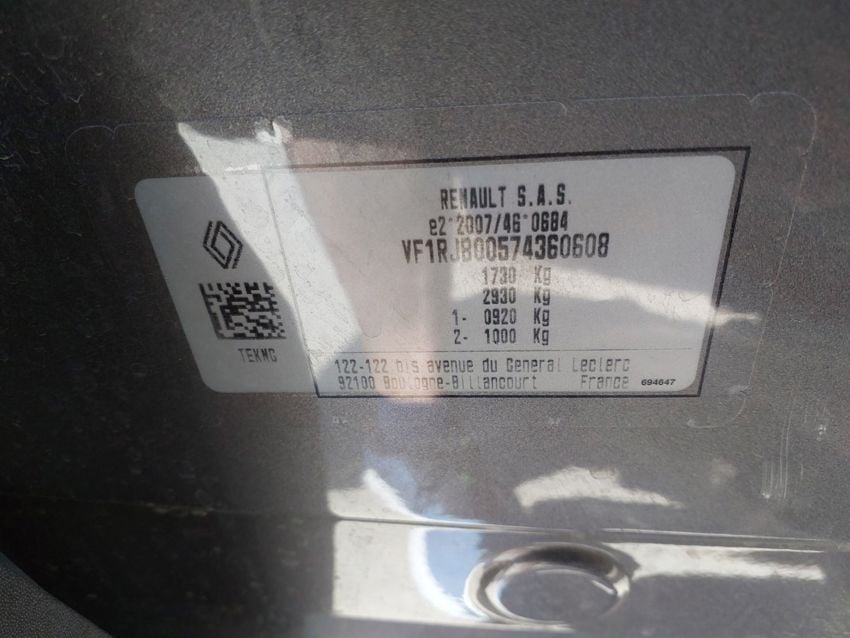 RENAULT S.A.S.
e2*2007/46*0684
VF1RJB00574360608
1730 Kg
2930 Kg
1- 0920 Kg
2- 1000 Kg
TEKMG
122-122 bis avenue du General Leclerc
92100 Boulogne-Billancourt France 694647